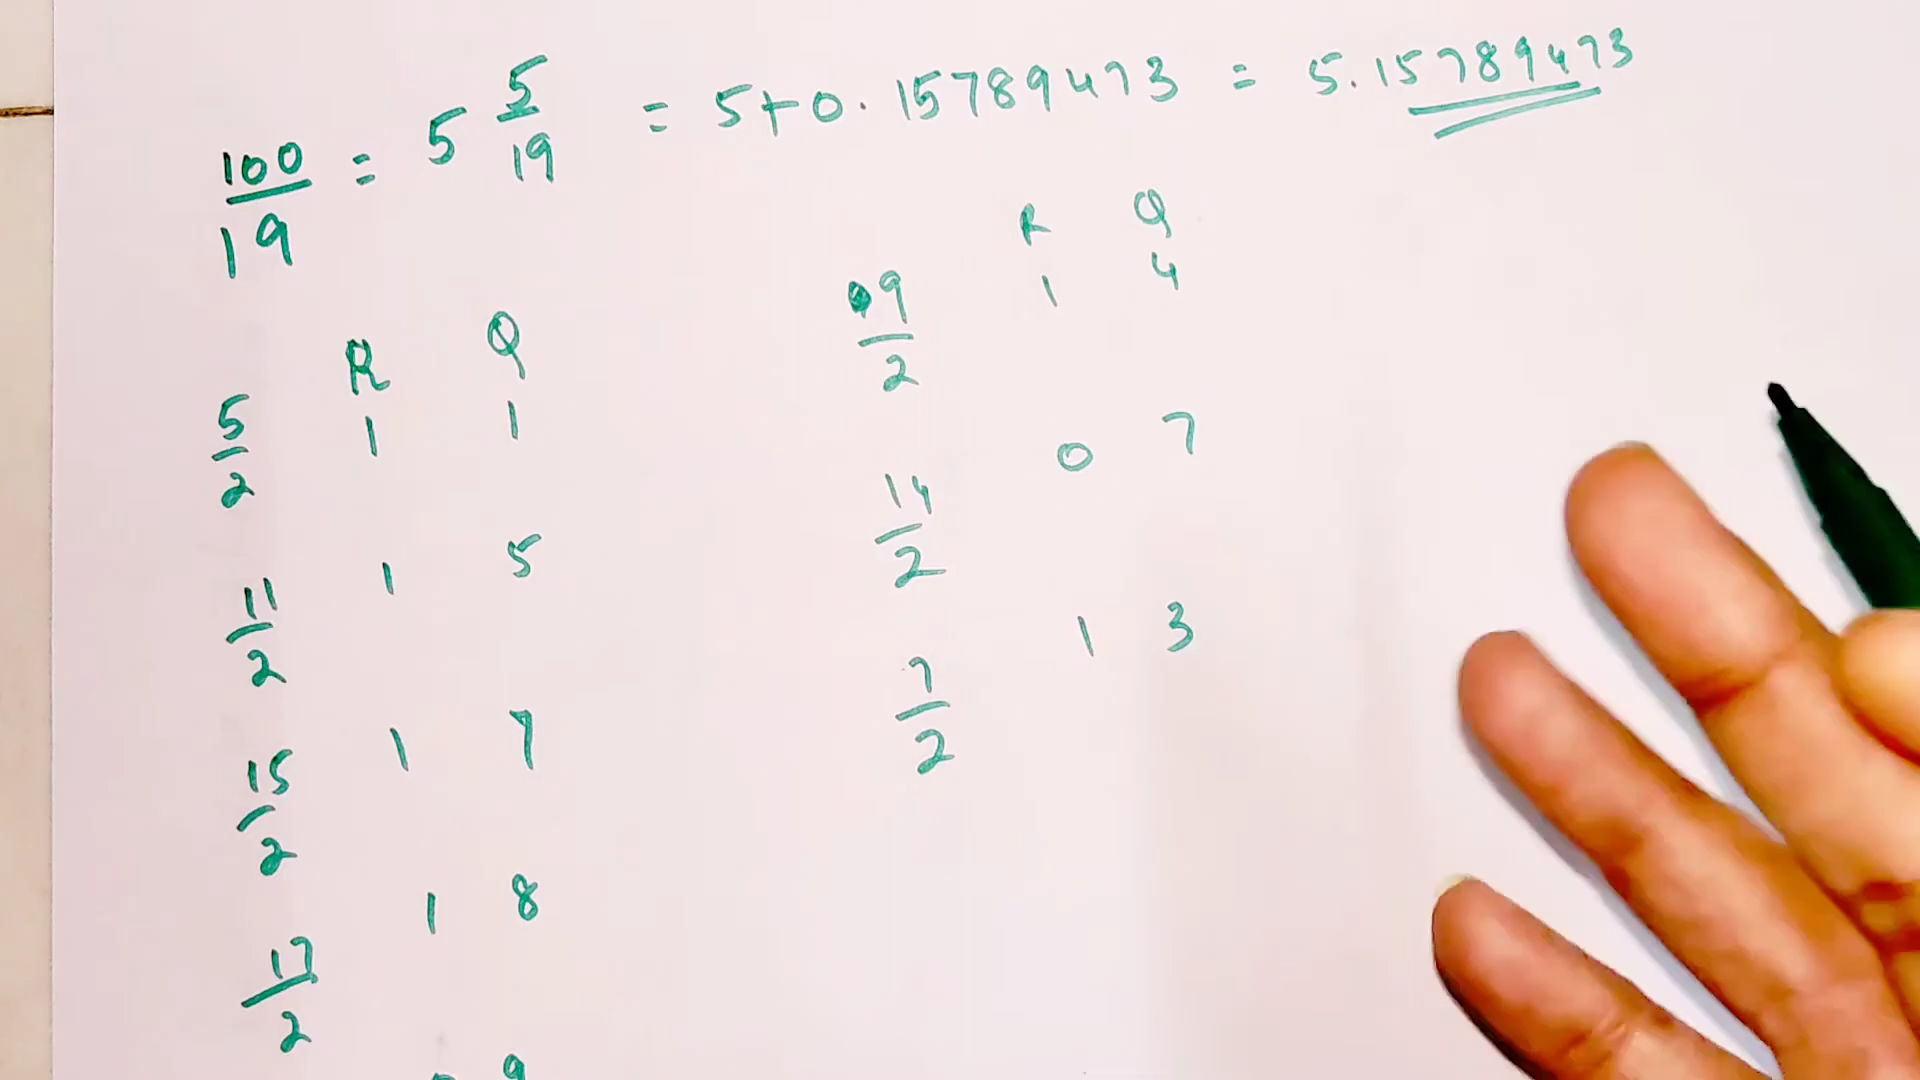 100/19 = 5 5/19 = 5+0.15789473 = 5.15789473
R Q
5/2 1 1
11/2 1 5
15/2 1 7
17/2 1 8
9
R Q
09/2 1 4
14/2 0 7
7/2 1 3